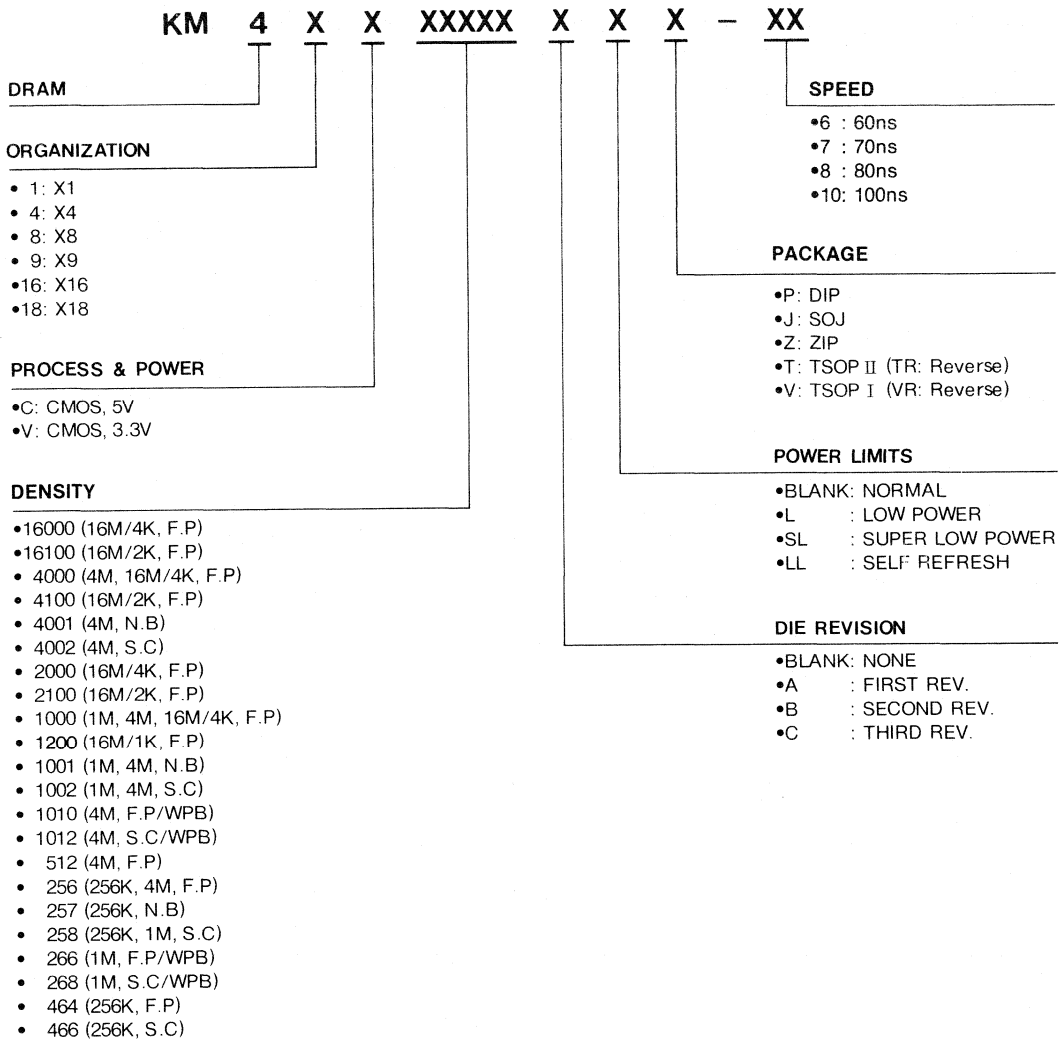 KM 4 X X XXXXX X X X – XX
DRAM
ORGANIZATION
• 1: X1
• 4: X4
• 8: X8
• 9: X9
•16: X16
•18: X18
PROCESS & POWER
•C: CMOS, 5V
•V: CMOS, 3.3V
DENSITY
•16000 (16M/4K, F.P)
•16100 (16M/2K, F.P)
• 4000 (4M, 16M/4K, F.P)
• 4100 (16M/2K, F.P)
• 4001 (4M, N.B)
• 4002 (4M, S.C)
• 2000 (16M/4K, F.P)
• 2100 (16M/2K, F.P)
• 1000 (1M, 4M, 16M/4K, F.P)
• 1200 (16M/1K, F.P)
• 1001 (1M, 4M, N.B)
• 1002 (1M, 4M, S.C)
• 1010 (4M, F.P/WPB)
• 1012 (4M, S.C/WPB)
• 512 (4M, F.P)
• 256 (256K, 4M, F.P)
• 257 (256K, N.B)
• 258 (256K, 1M, S.C)
• 266 (1M, F.P/WPB)
• 268 (1M, S.C/WPB)
• 464 (256K, F.P)
• 466 (256K, S.C)
SPEED
•6 : 60ns
•7 : 70ns
•8 : 80ns
•10: 100ns
PACKAGE
•P: DIP
•J: SOJ
•Z: ZIP
•T: TSOP II (TR: Reverse)
•V: TSOP I (VR: Reverse)
POWER LIMITS
•BLANK: NORMAL
•L : LOW POWER
•SL : SUPER LOW POWER
•LL : SELF REFRESH
DIE REVISION
•BLANK: NONE
•A : FIRST REV.
•B : SECOND REV.
•C : THIRD REV.